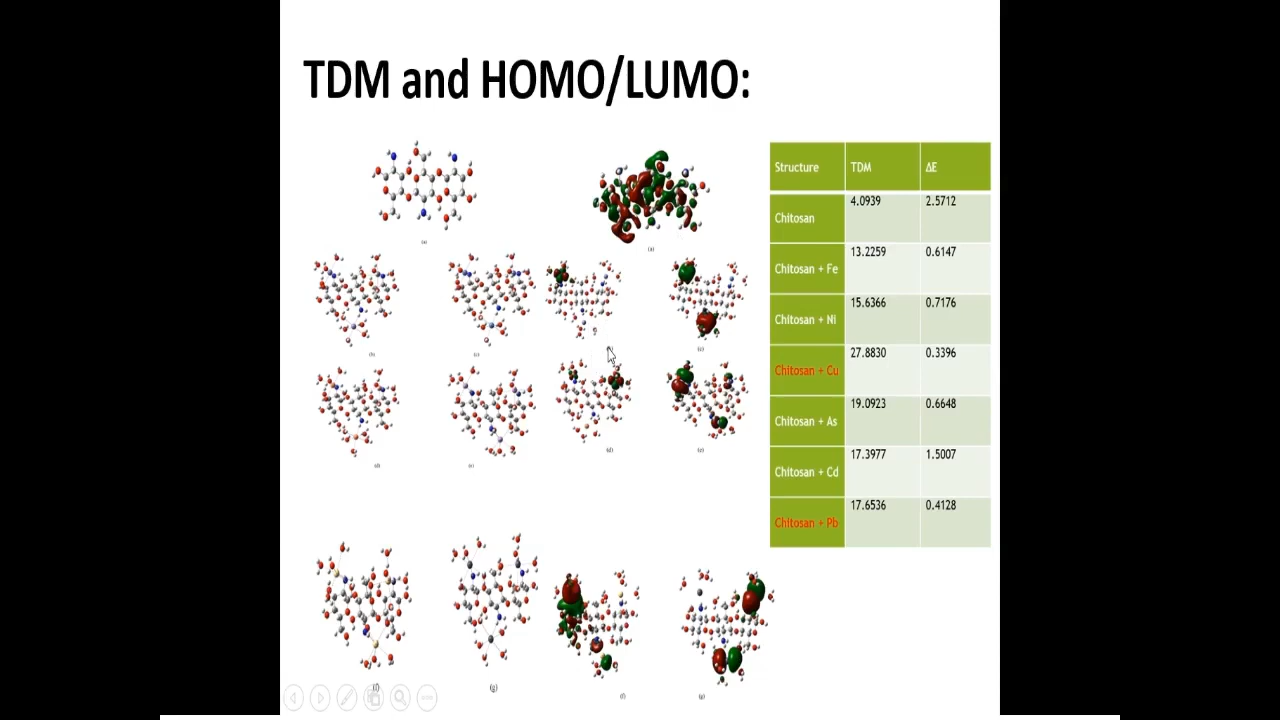 TDM and HOMO/LUMO:
(a)
(a)
(b)
(c)
(c)
(d)
(e)
(d)
(e)
(f)
(g)
(f)
(g)
Structure TDM ΔE
Chitosan 4.0939 2.5712
Chitosan + Fe 13.2259 0.6147
Chitosan + Ni 15.6366 0.7176
Chitosan + Cu 27.8830 0.3396
Chitosan + As 19.0923 0.6648
Chitosan + Cd 17.3977 1.5007
Chitosan + Pb 17.6536 0.4128